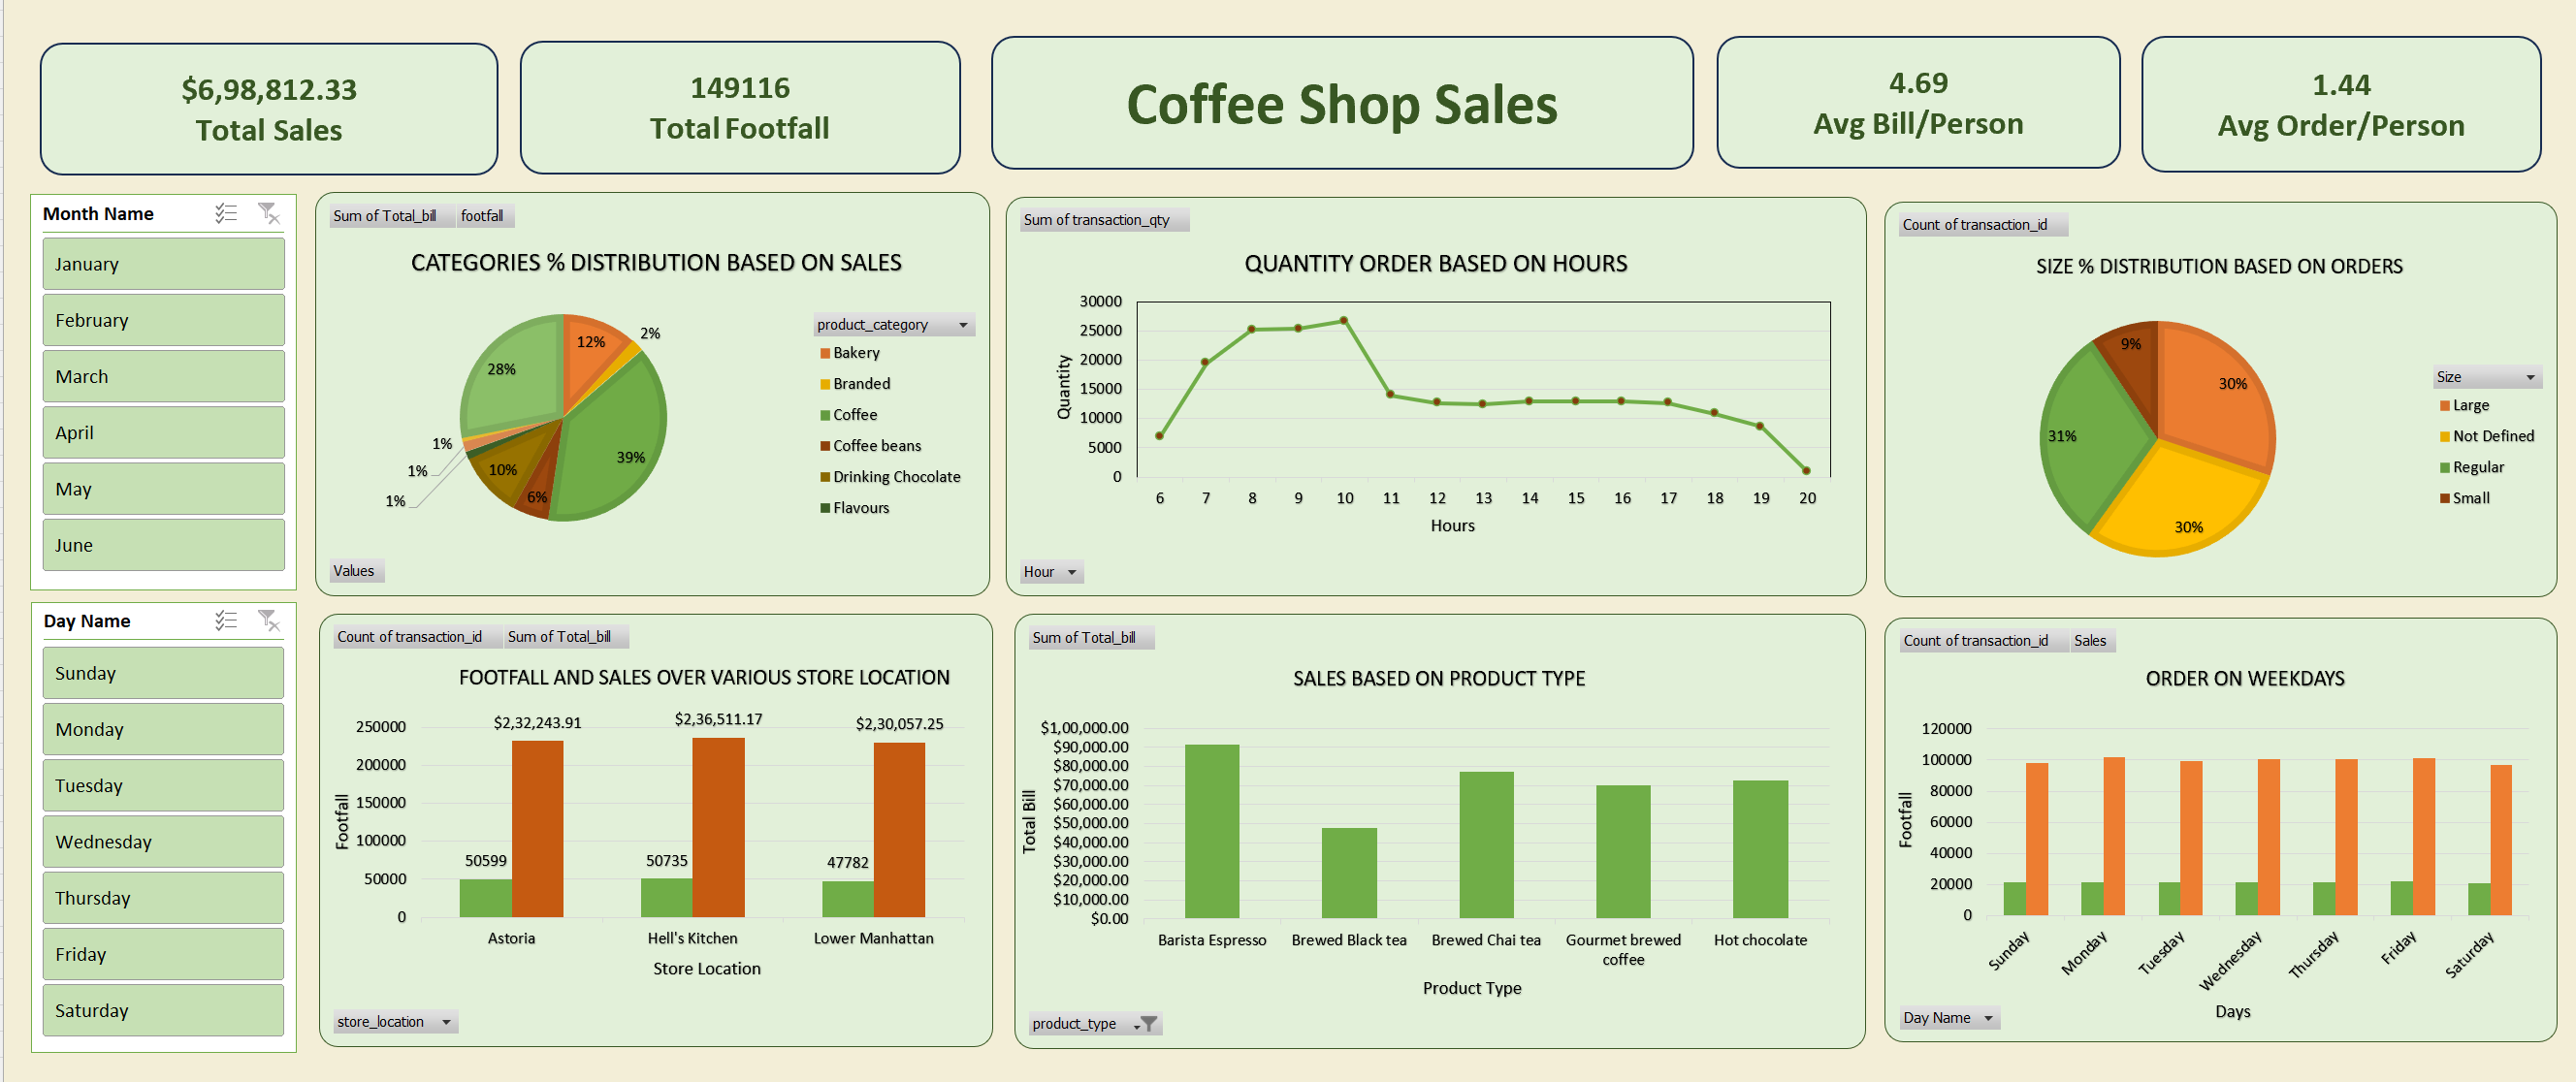 $6,98,812.33
Total Sales
149116
Total Footfall
Coffee Shop Sales
4.69
Avg Bill/Person
1.44
Avg Order/Person
Month Name
January
February
March
April
May
June
Day Name
Sunday
Monday
Tuesday
Wednesday
Thursday
Friday
Saturday
Sum of Total_bill footfall
CATEGORIES % DISTRIBUTION BASED ON SALES
12%
2%
28%
39%
1%
1%
1%
10%
6%
product_category
Bakery
Branded
Coffee
Coffee beans
Drinking Chocolate
Flavours
Values
Sum of transaction_qty
QUANTITY ORDER BASED ON HOURS
Quantity
30000
25000
20000
15000
10000
5000
0
6 7 8 9 10 11 12 13 14 15 16 17 18 19 20
Hours
Hour
Count of transaction_id
SIZE % DISTRIBUTION BASED ON ORDERS
9%
30%
31%
30%
Size
Large
Not Defined
Regular
Small
Count of transaction_id Sum of Total_bill
FOOTFALL AND SALES OVER VARIOUS STORE LOCATION
Footfall
250000
200000
150000
100000
50000
0
$2,32,243.91
$2,36,511.17
$2,30,057.25
50599
50735
47782
Astoria Hell's Kitchen Lower Manhattan
Store Location
store_location
Sum of Total_bill
SALES BASED ON PRODUCT TYPE
Total Bill
$1,00,000.00
$90,000.00
$80,000.00
$70,000.00
$60,000.00
$50,000.00
$40,000.00
$30,000.00
$20,000.00
$10,000.00
$0.00
Barista Espresso Brewed Black tea Brewed Chai tea Gourmet brewed coffee Hot chocolate
Product Type
product_type
Count of transaction_id Sales
ORDER ON WEEKDAYS
Footfall
120000
100000
80000
60000
40000
20000
0
Sunday Monday Tuesday Wednesday Thursday Friday Saturday
Days
Day Name